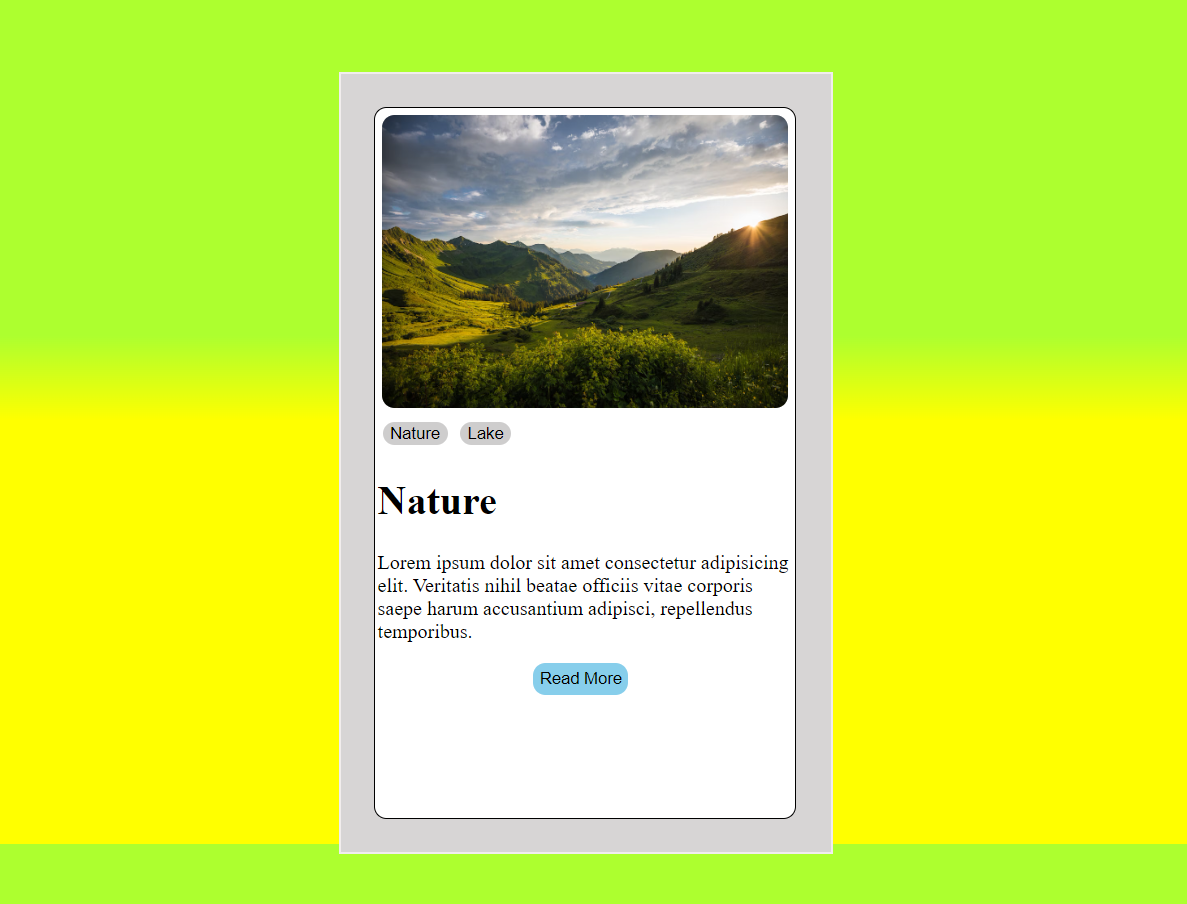 Nature Lake
Nature
Lorem ipsum dolor sit amet consectetur adipisicing
elit. Veritatis nihil beatae officiis vitae corporis
saepe harum accusantium adipisci, repellendus
temporibus.
Read More